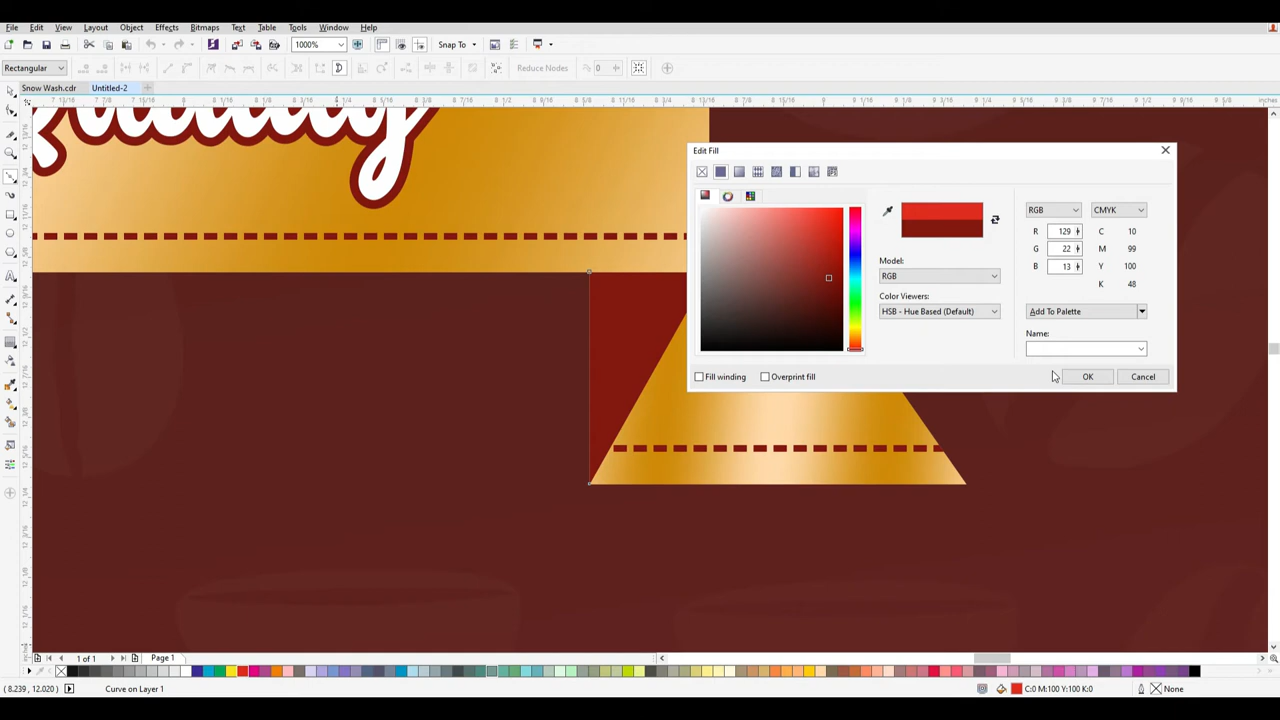 File Edit View Layout Object Effects Bitmaps Text Table Tools Window Help
1000% Snap To
Rectangular Reduce Nodes 0
Snow Wash.cdr Untitled-2
inches
Edit Fill
RGB CMYK
R 129 C 10
G 22 M 99
B 13 Y 100
K 48
Model:
RGB
Color Viewers:
HSB - Hue Based (Default)
Add To Palette
Name:
Fill winding Overprint fill OK Cancel
1 of 1 Page 1
( 8.239 , 12.020 ) Curve on Layer 1 C:0 M:100 Y:100 K:0 None